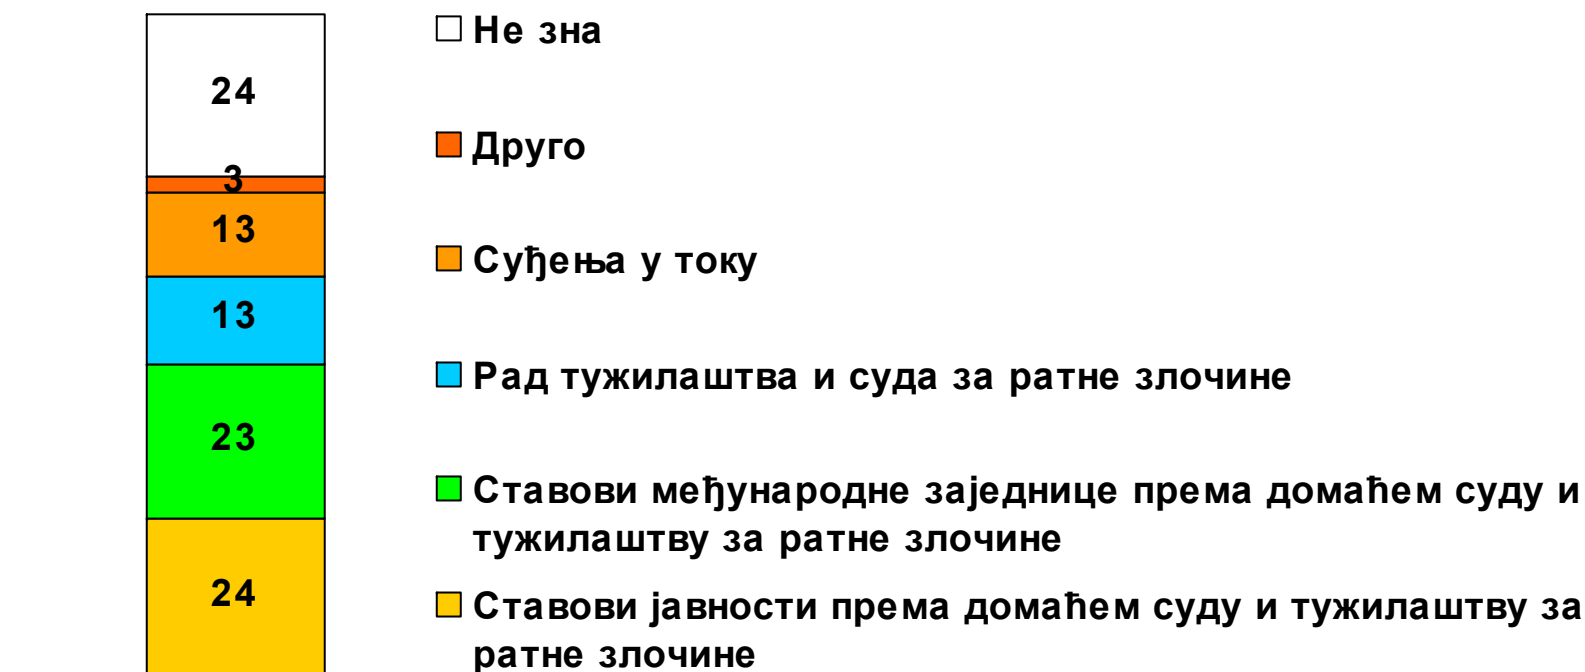 24
3
13
13
23
24
Не зна
Друго
Суђења у току
Рад тужилаштва и суда за ратне злочине
Ставови међународне заједнице према домаћем суду и
тужилаштву за ратне злочине
Ставови јавности према домаћем суду и тужилаштву за
ратне злочине